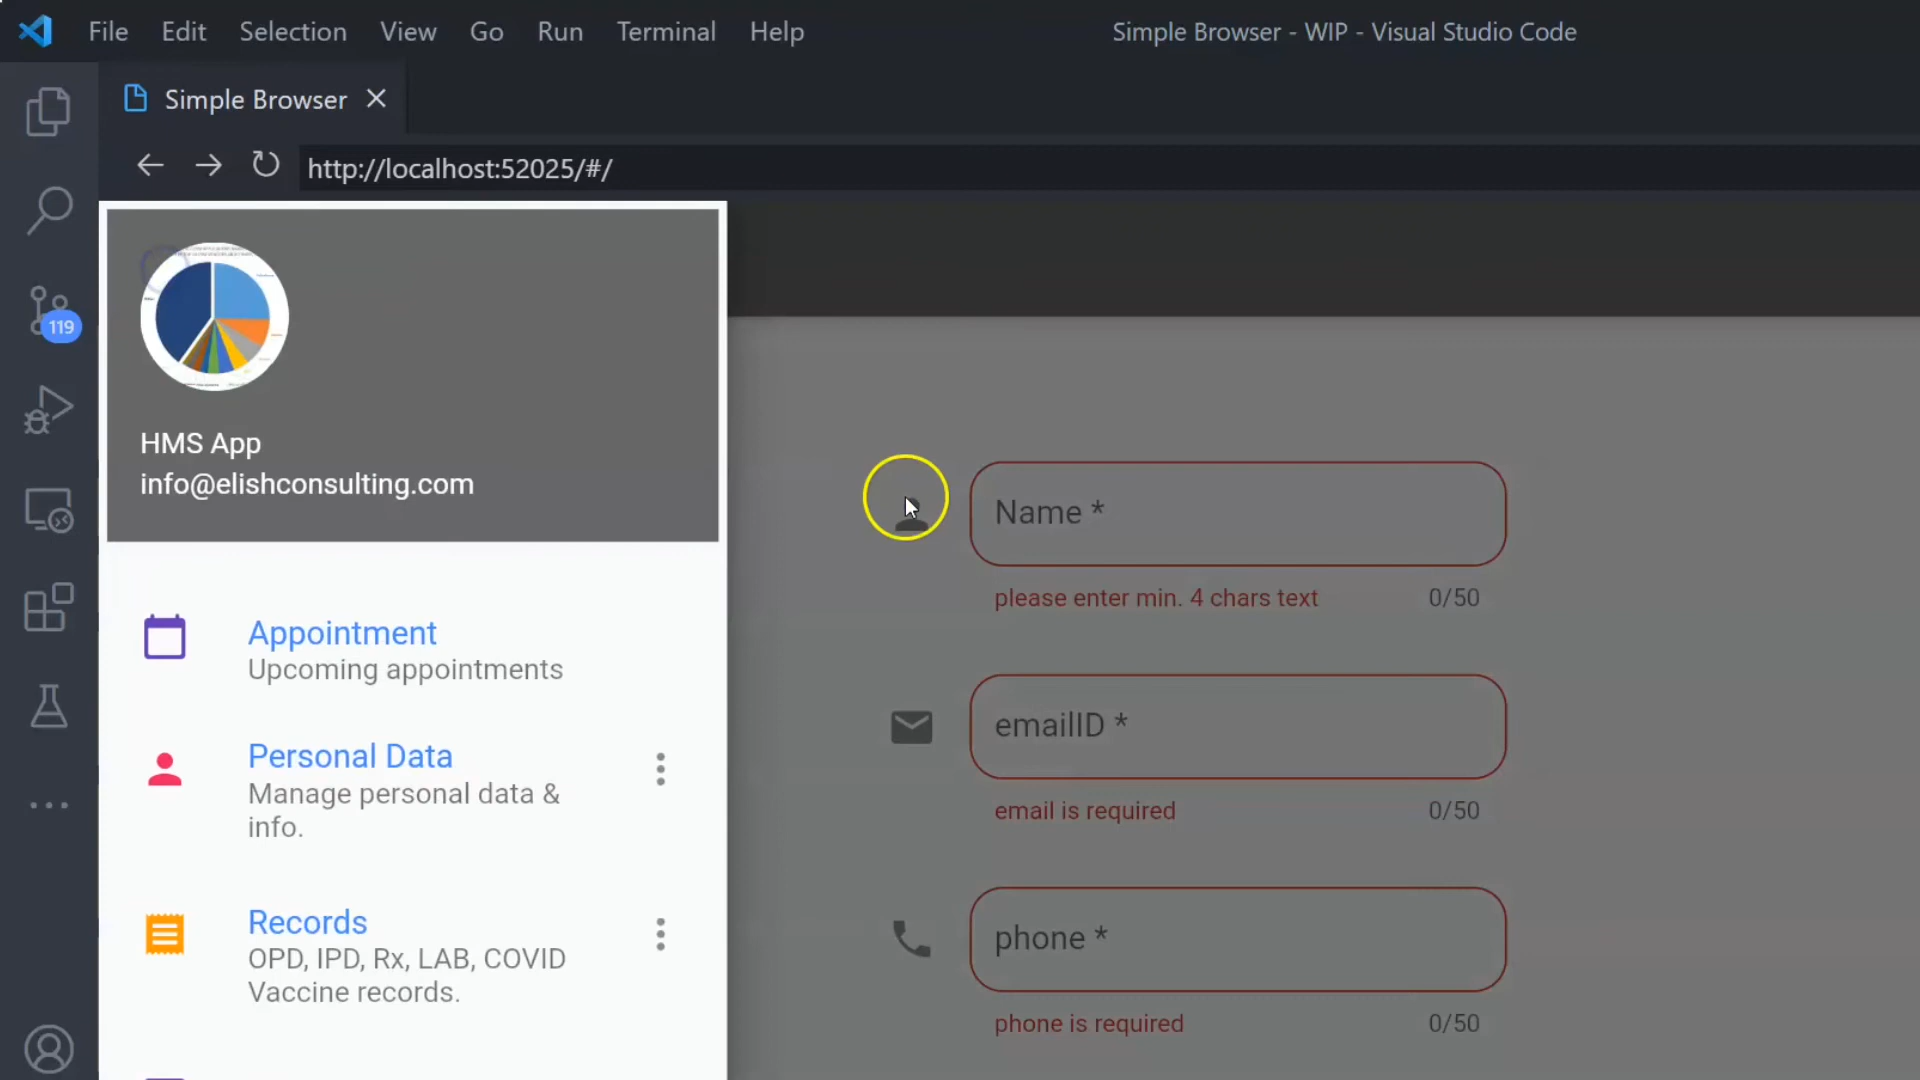 File Edit Selection View Go Run Terminal Help
Simple Browser - WIP - Visual Studio Code
Simple Browser
http://localhost:52025/#/
119
HMS App
info@elishconsulting.com
Appointment
Upcoming appointments
Personal Data
Manage personal data &
info.
Records
OPD, IPD, Rx, LAB, COVID
Vaccine records.
Name *
please enter min. 4 chars text 0/50
emailID *
email is required 0/50
phone *
phone is required 0/50